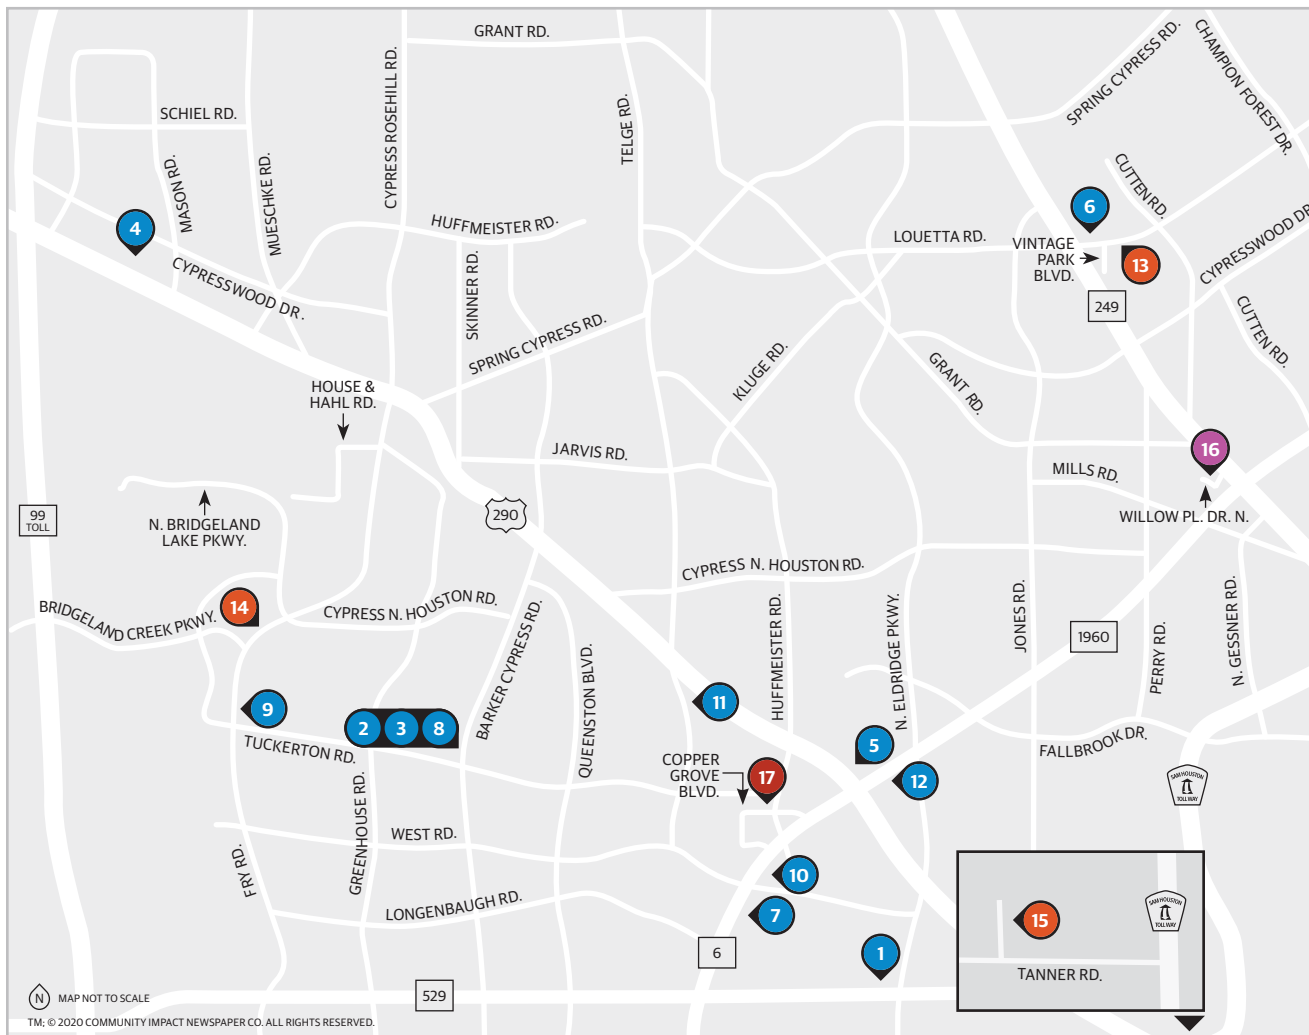 GRANT RD.
SPRING CYPRESS RD.
CHAMPION FOREST DR.
SCHIEL RD.
CYPRESS ROSEHILL RD.
TELGE RD.
MASON RD.
MUESCHKE RD.
CUTTEN RD.
4
6
HUFFMEISTER RD.
LOUETTA RD.
VINTAGE
PARK
BLVD.
13
CYPRESSWOOD DR.
CYPRESSWOOD DR.
SKINNER RD.
249
SPRING CYPRESS RD.
CUTTEN RD.
KLUGE RD.
GRANT RD.
HOUSE &
HAHL RD.
JARVIS RD.
16
MILLS RD.
99
TOLL
N. BRIDGELAND
LAKE PKWY.
290
WILLOW PL. DR. N.
CYPRESS N. HOUSTON RD.
BRIDGELAND CREEK PKWY.
14
CYPRESS N. HOUSTON RD.
BARKER CYPRESS RD.
QUEENSTON BLVD.
HUFFMEISTER RD.
N. ELDRIDGE PKWY.
JONES RD.
1960
PERRY RD.
N. GESSNER RD.
9
2
3
8
11
5
TUCKERTON RD.
FALLBROOK DR.
COPPER
GROVE
BLVD.
17
12
SAM HOUSTON
TOLLWAY
FRY RD.
GREENHOUSE RD.
WEST RD.
10
LONGENBAUGH RD.
7
15
SAM HOUSTON
TOLLWAY
6
1
TANNER RD.
529
N
MAP NOT TO SCALE
TM; © 2020 COMMUNITY IMPACT NEWSPAPER CO. ALL RIGHTS RESERVED.